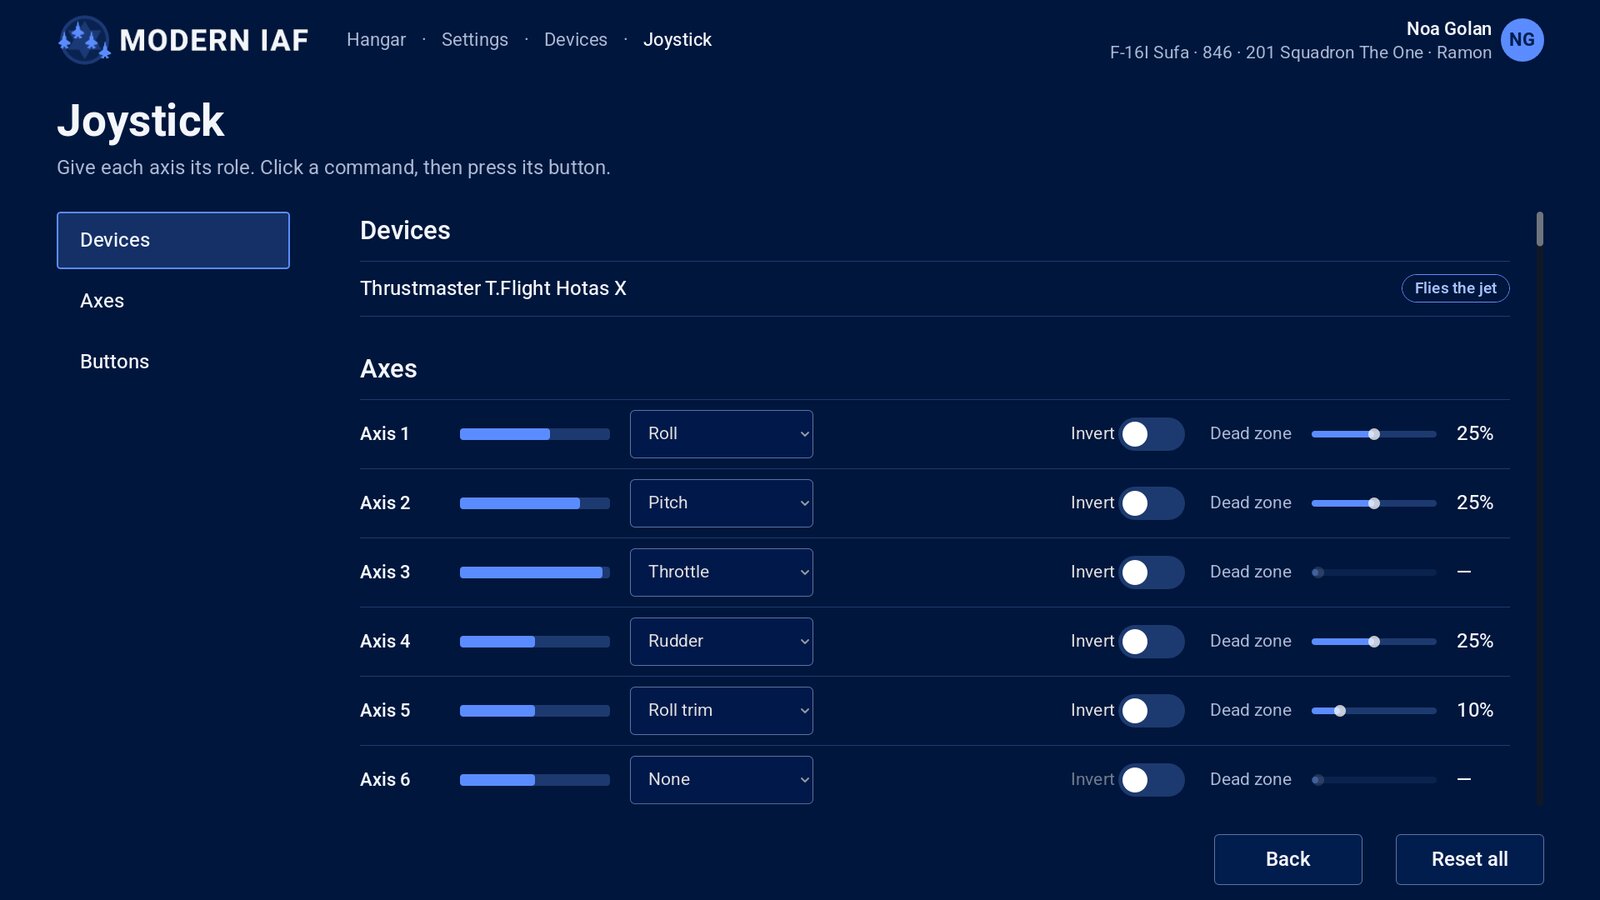 MODERN IAF
Hangar · Settings · Devices · Joystick
Noa Golan
F-16I Sufa · 846 · 201 Squadron The One · Ramon
NG
Joystick
Give each axis its role. Click a command, then press its button.
Devices
Axes
Buttons
Devices
Thrustmaster T.Flight Hotas X Flies the jet
Axes
Axis 1 Roll Invert Dead zone 25%
Axis 2 Pitch Invert Dead zone 25%
Axis 3 Throttle Invert Dead zone —
Axis 4 Rudder Invert Dead zone 25%
Axis 5 Roll trim Invert Dead zone 10%
Axis 6 None Invert Dead zone —
Back Reset all